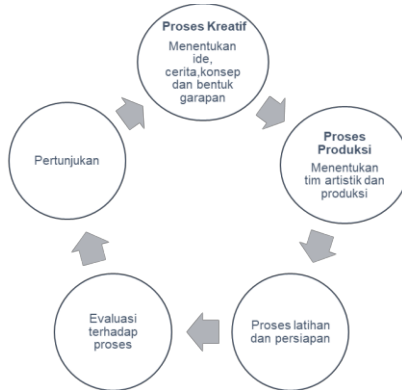 Proses Kreatif
Menentukan
ide,
cerita,konsep
dan bentuk
garapan
Proses
Produksi
Menentukan
tim artistik dan
produksi
Proses latihan
dan persiapan
Evaluasi
terhadap
proses
Pertunjukan